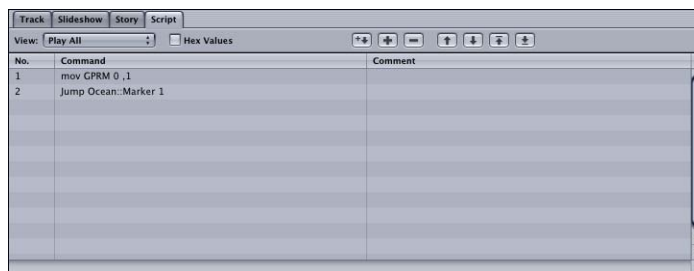 Track Slideshow Story Script
View: Play All Hex Values
No. Command Comment
1 mov GPRM 0 ,1
2 Jump Ocean::Marker 1